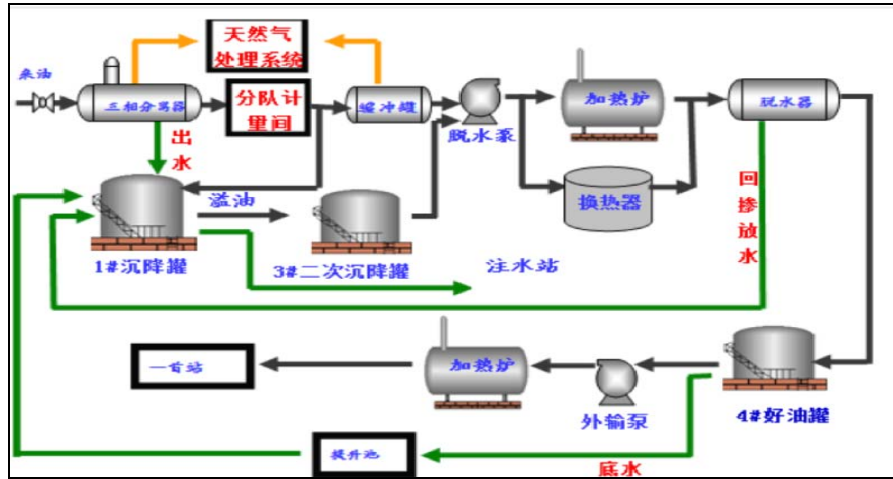 天然气
处理系统
来油
三相分离器
分队计
量间
缓冲罐
脱水泵
加热炉
脱水器
出
水
溢油
换热器
回
掺
放
水
1#沉降罐
3#二次沉降罐
注水站
一首站
加热炉
外输泵
4#好油罐
提升池
底水